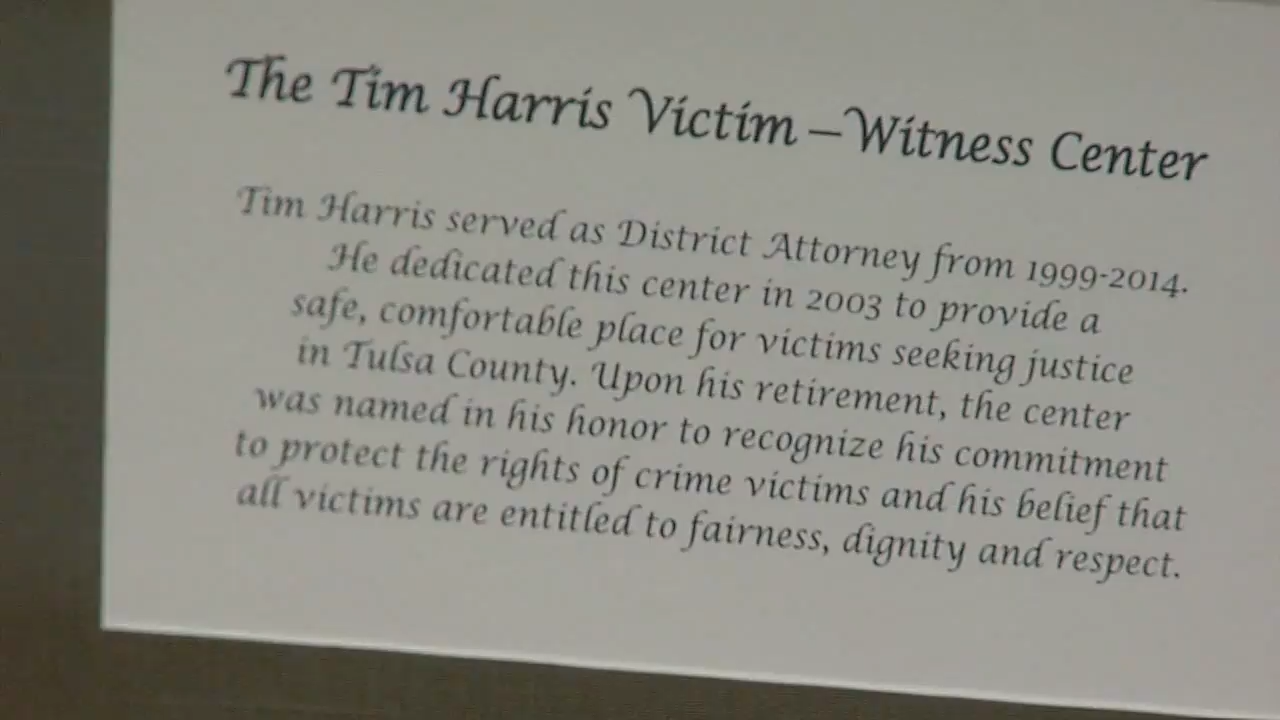 The Tim Harris Victim – Witness Center
Tim Harris served as District Attorney from 1999-2014.
He dedicated this center in 2003 to provide a
safe, comfortable place for victims seeking justice
in Tulsa County. Upon his retirement, the center
was named in his honor to recognize his commitment
to protect the rights of crime victims and his belief that
all victims are entitled to fairness, dignity and respect.